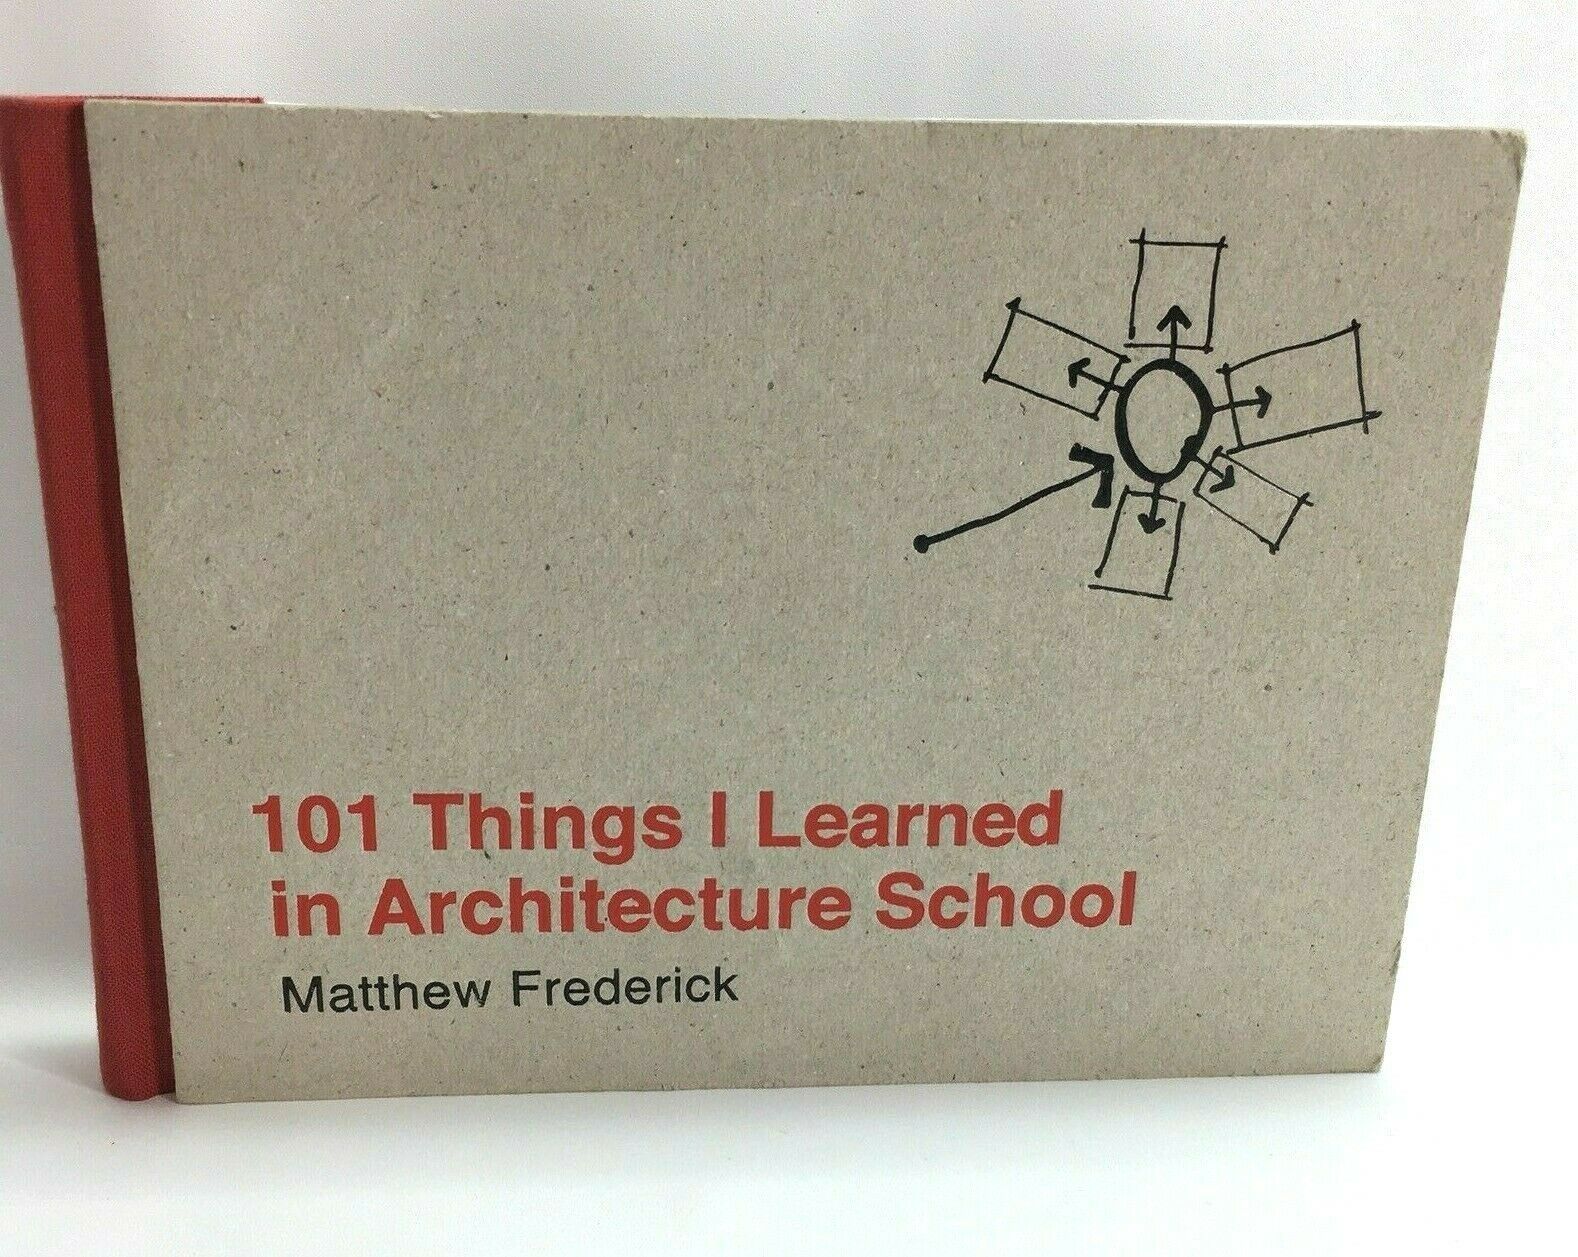 101 Things I Learned
in Architecture School
Matthew Frederick